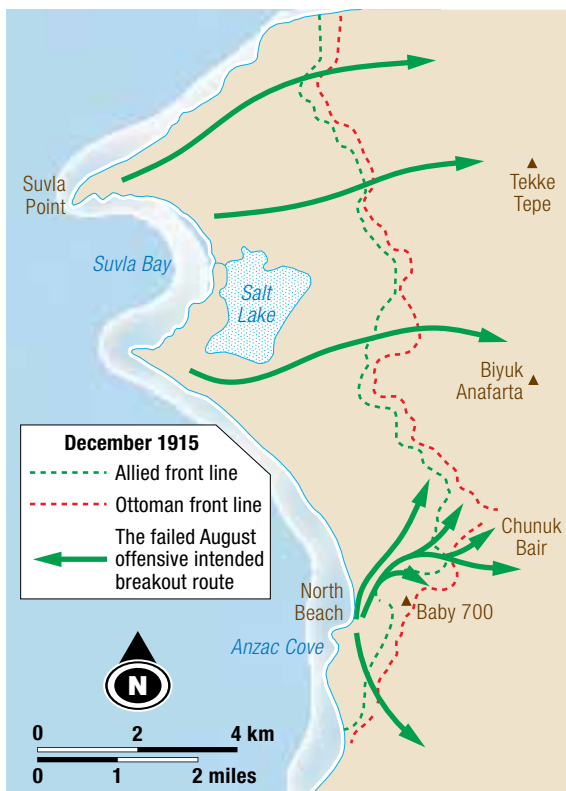 Suvla
Point
Suvla Bay
Salt
Lake
Tekke
Tepe
Biyuk
Anafarta
December 1915
Allied front line
Ottoman front line
The failed August
offensive intended
breakout route
Chunuk
Bair
North
Beach
Baby 700
Anzac Cove
N
0 2 4 km
0 1 2 miles